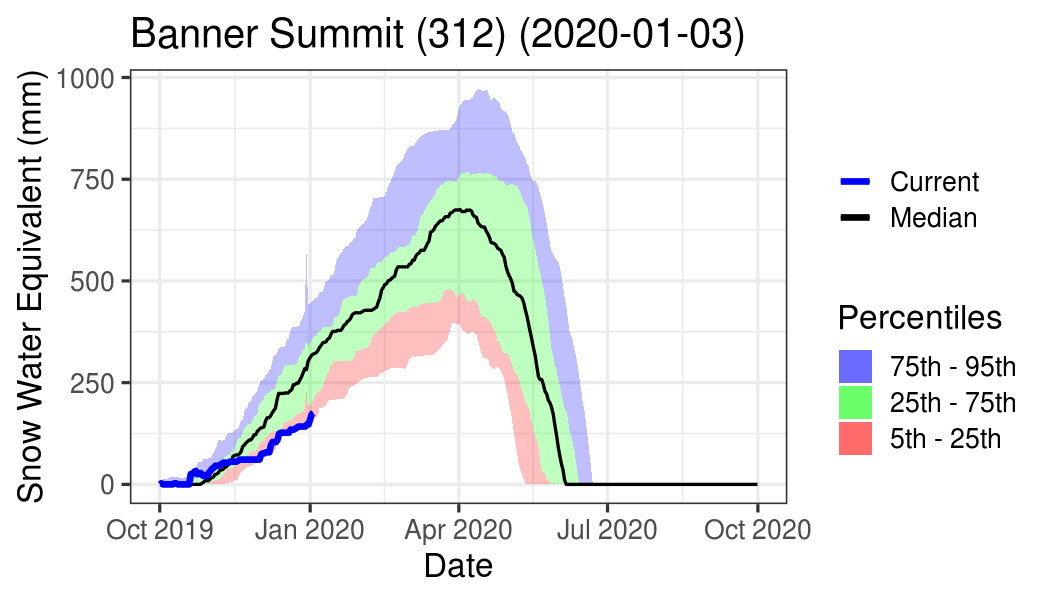 Banner Summit (312) (2020-01-03)
Snow Water Equivalent (mm)
1000
750
500
250
0
Oct 2019
Jan 2020
Apr 2020
Jul 2020
Oct 2020
Date
Current
Median
Percentiles
75th - 95th
25th - 75th
5th - 25th